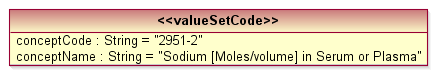 <<valueSetCode>>
conceptCode : String = "2951-2"
conceptName : String = "Sodium [Moles/volume] in Serum or Plasma"